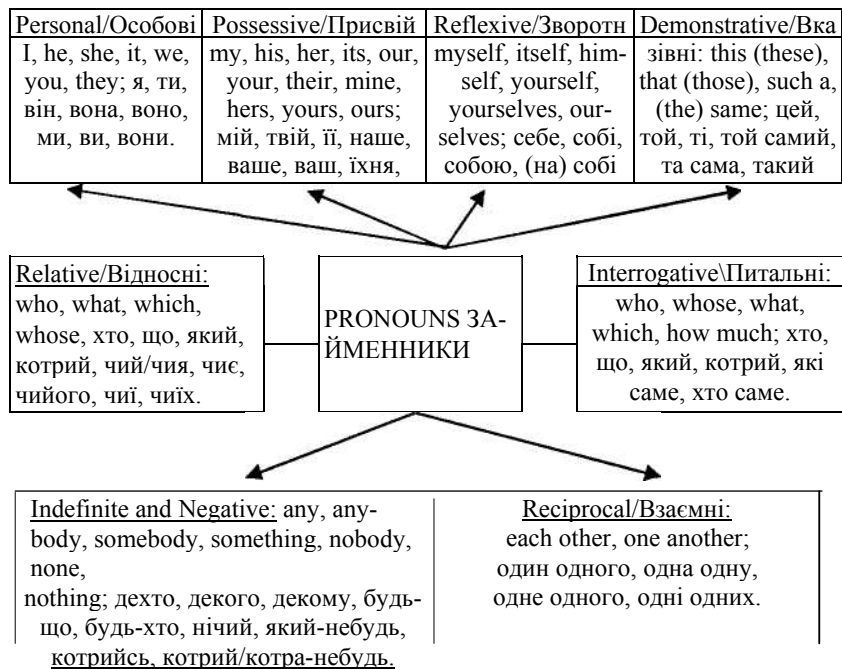 Personal/Особові
I, he, she, it, we,
you, they; я, ти,
він, вона, воно,
ми, ви, вони.
Possessive/Присвій
my, his, her, its, our,
your, their, mine,
hers, yours, ours;
мій, твій, її, наше,
ваше, ваш, їхня,
Reflexive/Зворотн
myself, itself, him-
self, yourself,
yourselves, our-
selves; себе, собі,
собою, (на) собі
Demonstrative/Вка
зівні: this (these),
that (those), such a,
(the) same; цей,
той, ті, той самий,
та сама, такий
Relative/Відносні:
who, what, which,
whose, хто, що, який,
котрий, чий/чия, чиє,
чийого, чиї, чиїх.
PRONOUNS ЗА-
ЙМЕННИКИ
Interrogative\Питальні:
who, whose, what,
which, how much; хто,
що, який, котрий, які
саме, хто саме.
Indefinite and Negative: any, any-
body, somebody, something, nobody,
none,
nothing; дехто, декого, декому, будь-
що, будь-хто, нічий, який-небудь,
котрийсь, котрий/котра-небудь.
Reciprocal/Взаємні:
each other, one another;
один одного, одна одну,
одне одного, одні одних.